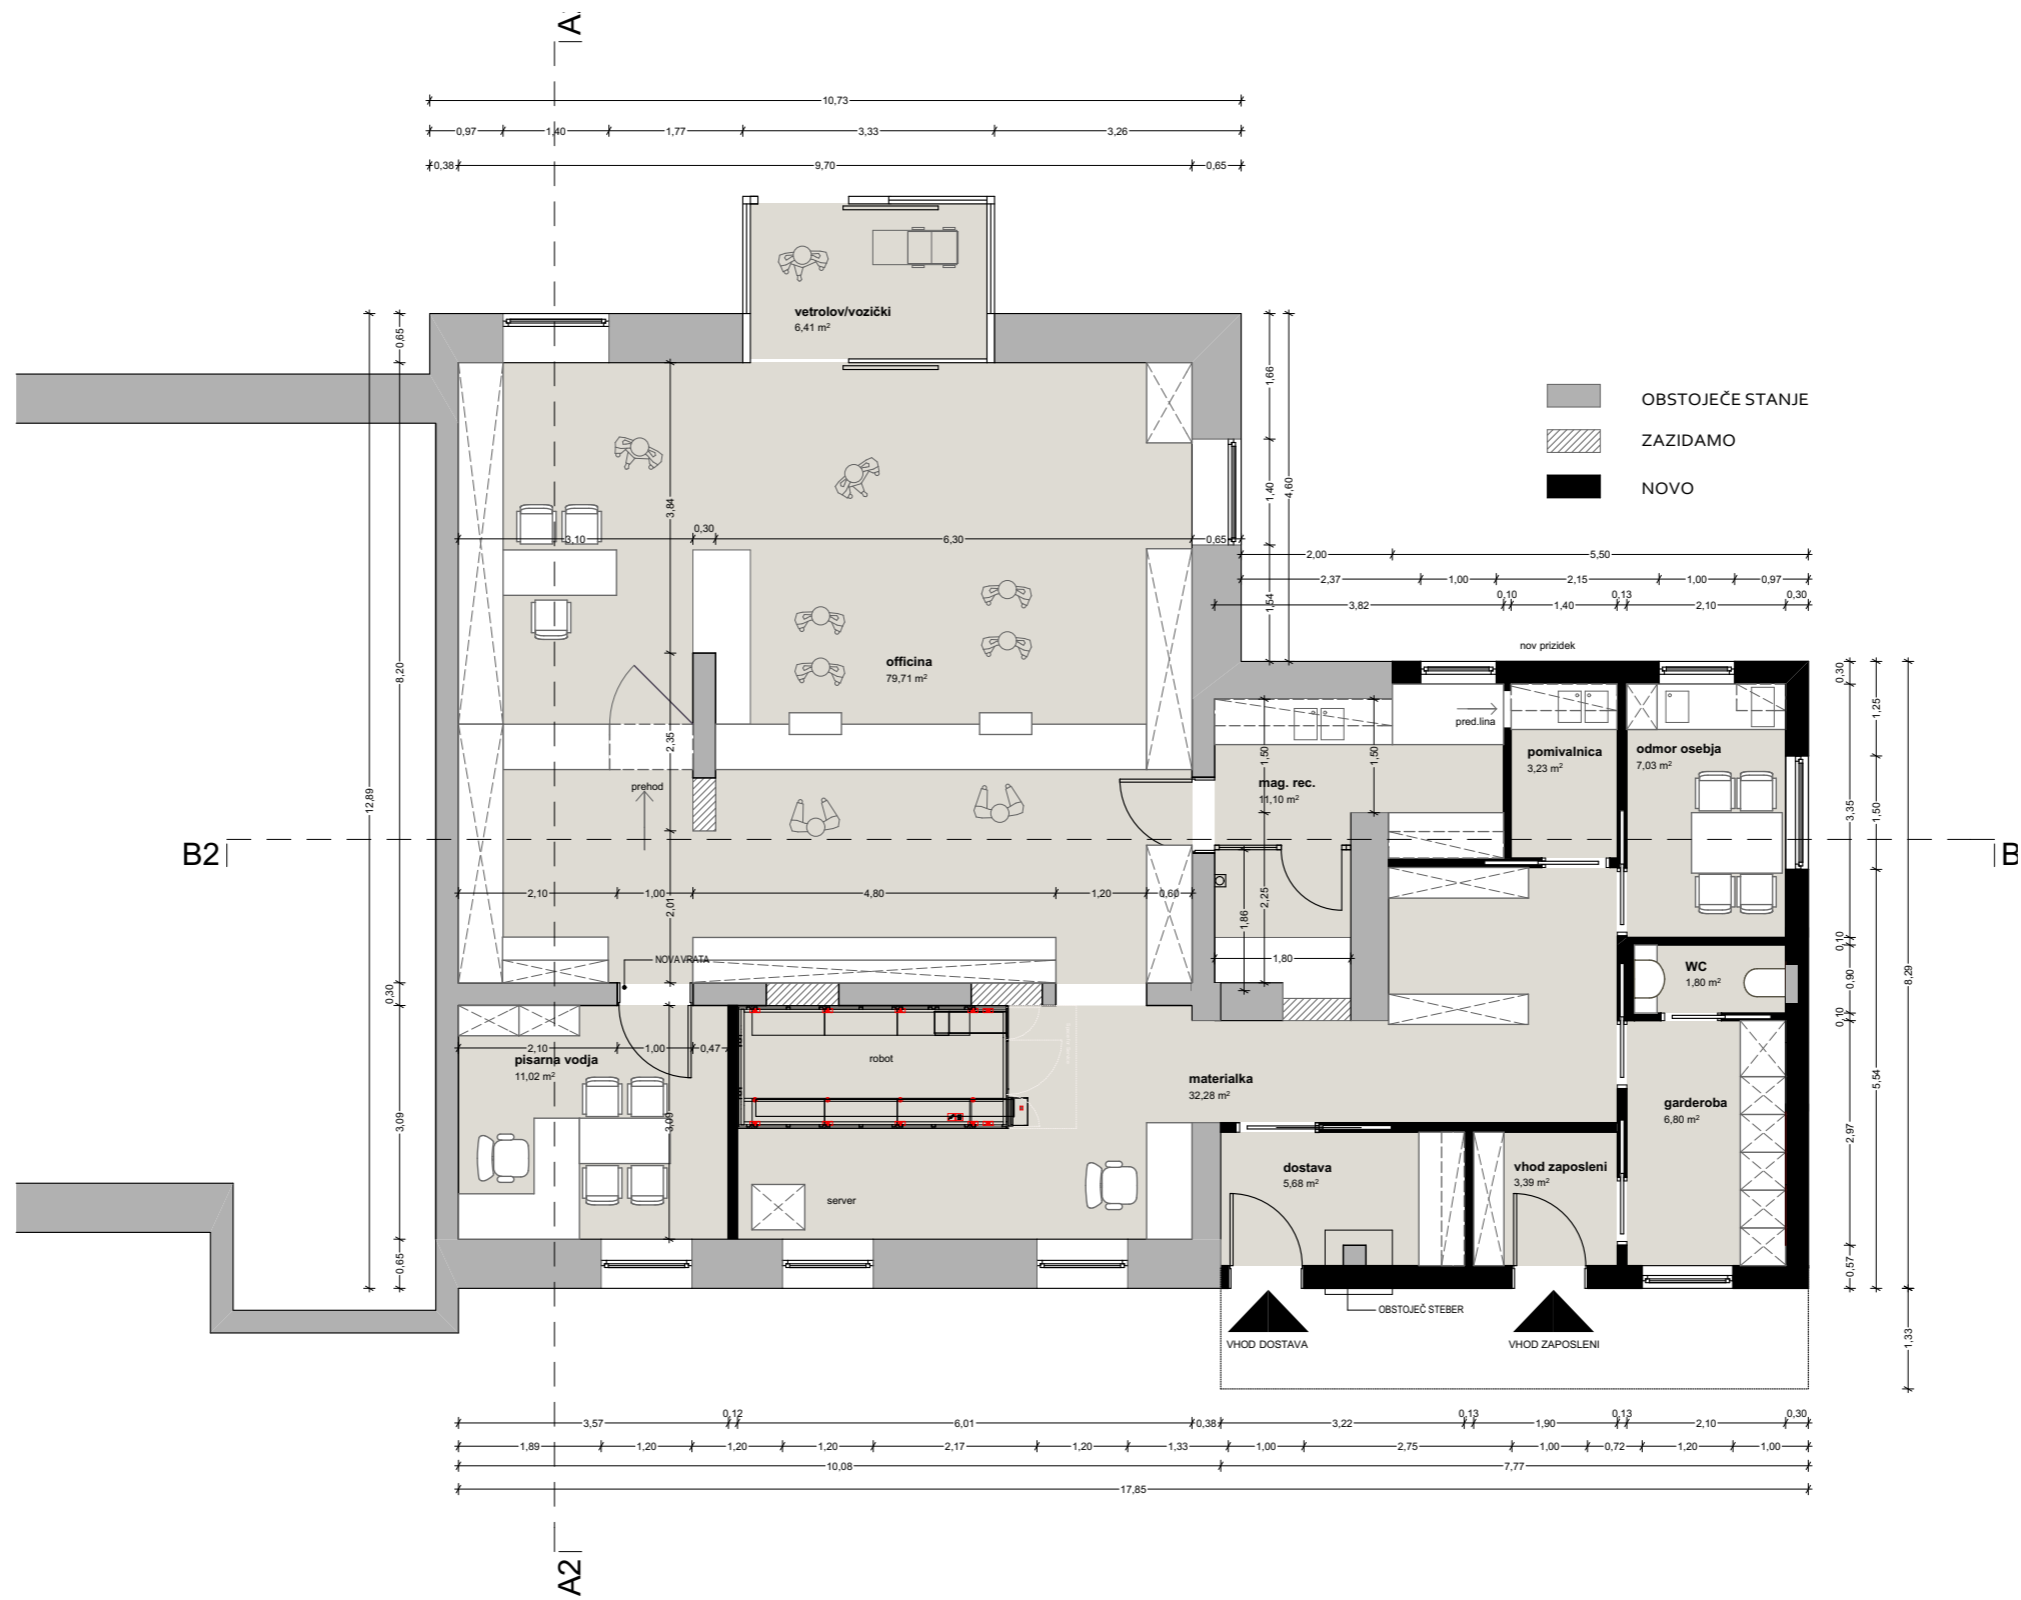 A
10,73
0,97 1,40 1,77 3,33 3,26
0,38 9,70 0,65
vetrolov/vozički
6,41 m²
0,65
1,66
OBSTOJEČE STANJE
ZAZIDAMO
NOVO
3,84
1,40
4,60
0,30
3,10 6,30 0,65
2,00 5,50
2,37 1,00 2,15 1,00 0,97
3,82 0,10 1,40 0,13 2,10 0,30
1,54
nov prizidek
officina
79,71 m²
8,20
0,30
1,25
pred.lina
2,35
1,50
1,50
pomivalnica
3,23 m²
odmor osebja
7,03 m²
mag. rec.
11,10 m²
prehod
12,89
3,35
1,50
B2
B
2,10 1,00 4,80 1,20 0,60
2,01
1,86
2,25
NOVA VRATA
1,80
WC
1,80 m²
0,10
0,90
8,29
0,30
0,10
2,10 1,00 0,47
pisarna vodja
11,02 m²
robot
materialka
32,28 m²
garderoba
6,80 m²
5,54
3,09
3,09
2,97
dostava
5,68 m²
vhod zaposleni
3,39 m²
server
0,65
0,57
OBSTOJEČ STEBER
VHOD DOSTAVA
VHOD ZAPOSLENI
1,33
3,57 0,12 6,01 0,38 3,22 0,13 1,90 0,13 2,10 0,30
1,89 1,20 1,20 1,20 2,17 1,20 1,33 1,00 2,75 1,00 0,72 1,20 1,00
10,08 7,77
17,85
A2